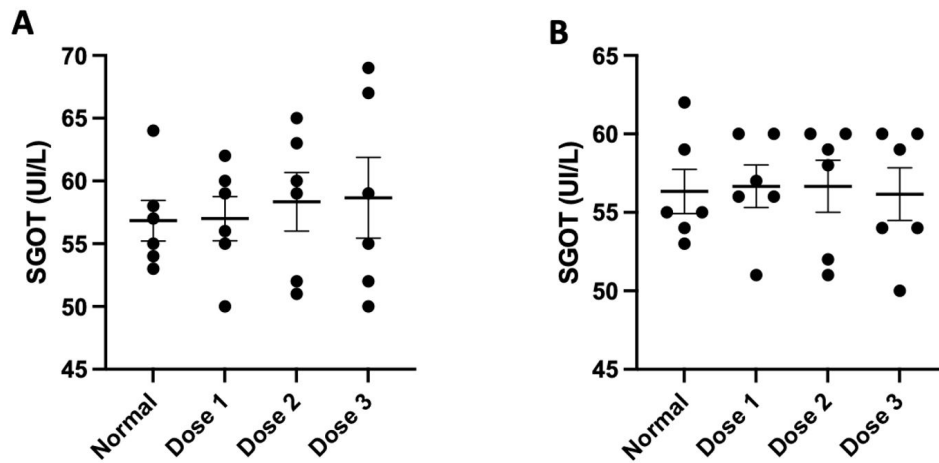 A
SGOT (UI/L)
70
65
60
55
50
45
Normal
Dose 1
Dose 2
Dose 3
B
SGOT (UI/L)
65
60
55
50
45
Normal
Dose 1
Dose 2
Dose 3